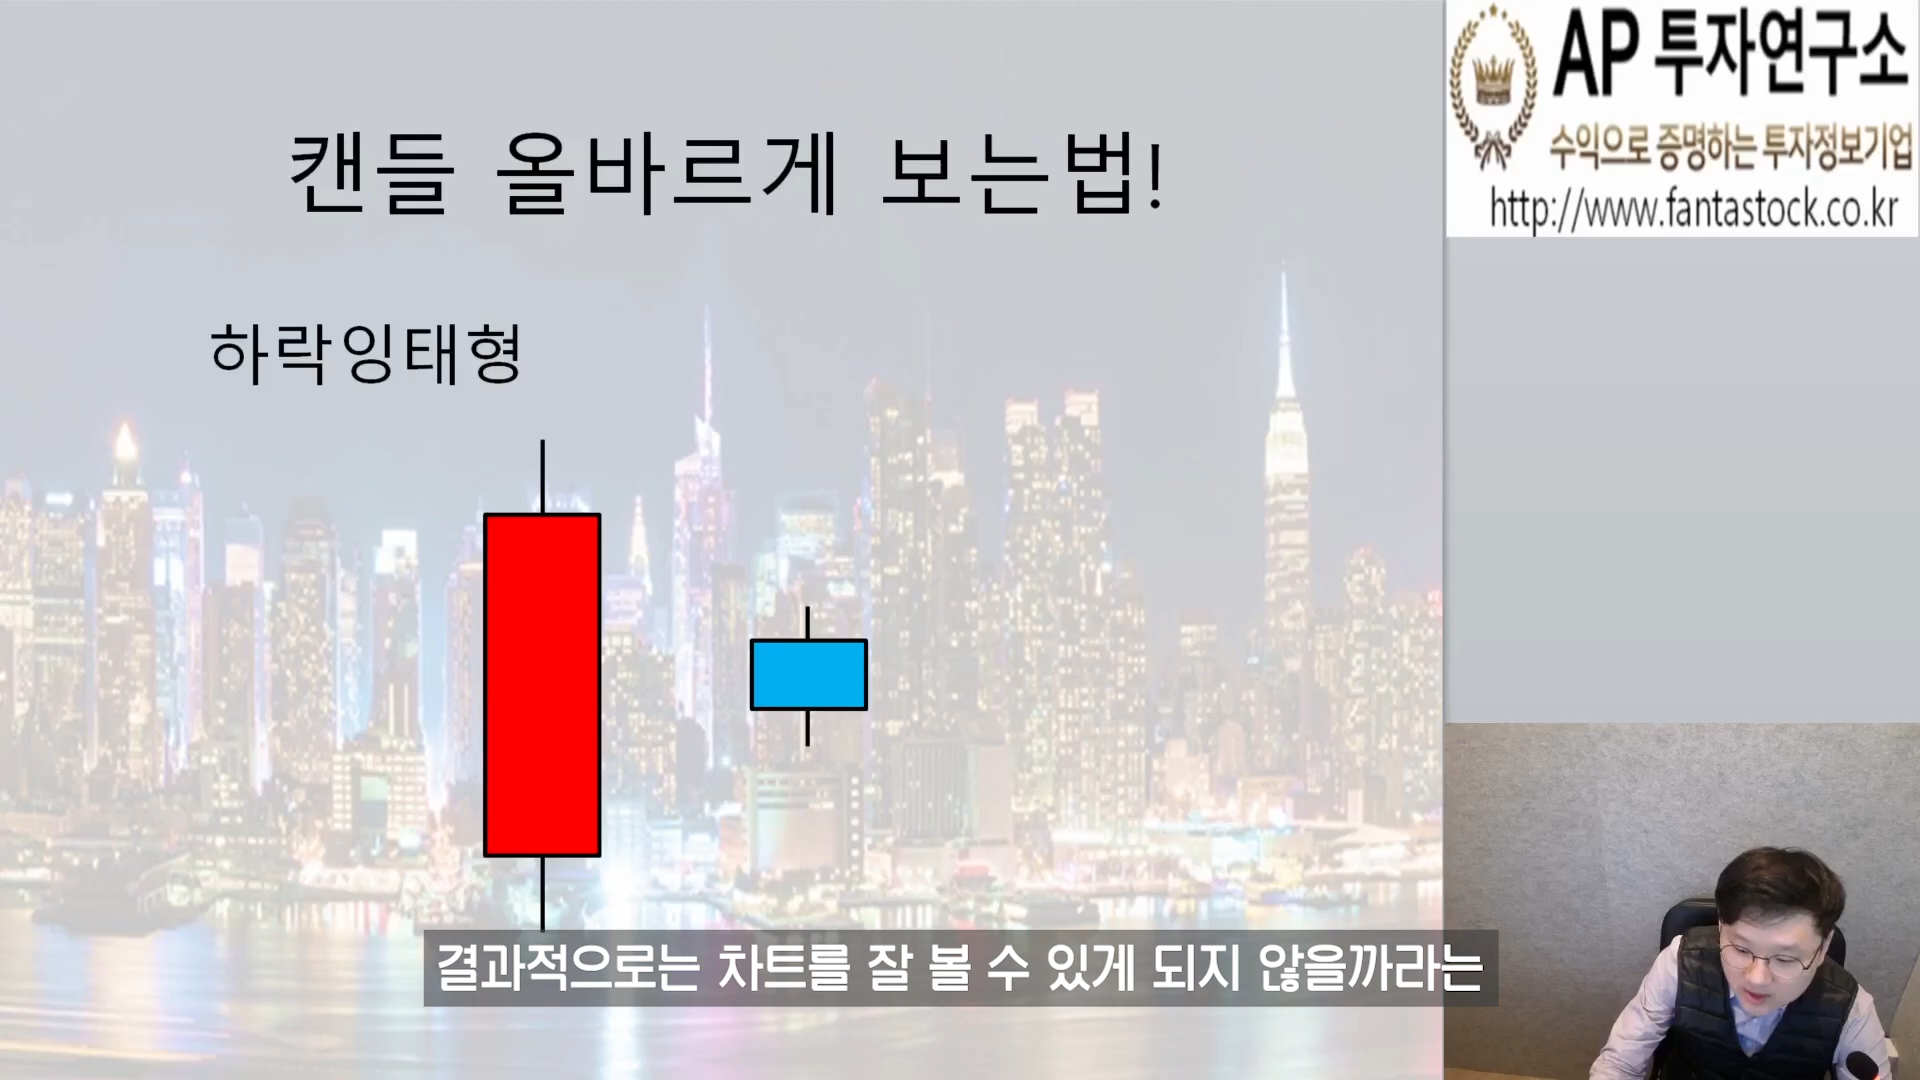 캔들 올바르게 보는법!
하락잉태형
AP 투자연구소
수익으로 증명하는 투자정보기업
http://www.fantastock.co.kr
결과적으로는 차트를 잘 볼 수 있게 되지 않을까라는